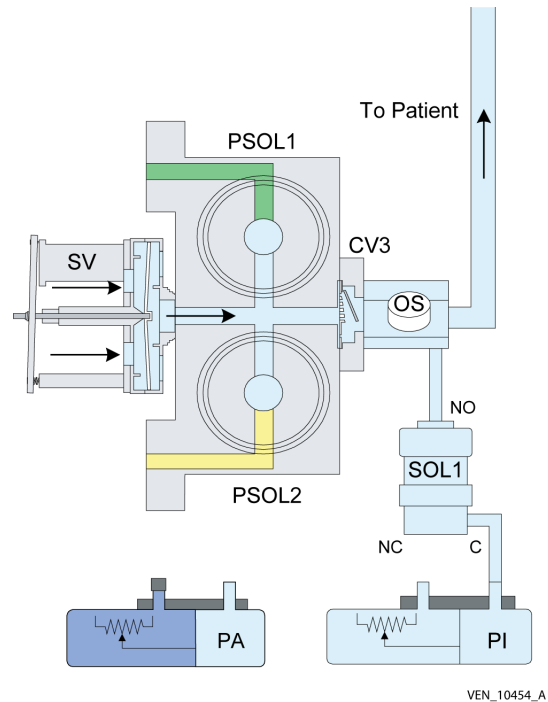 To Patient
PSOL1
CV3
SV
OS
NO
SOL1
PSOL2
NC
C
PA
PI
VEN_10454_A